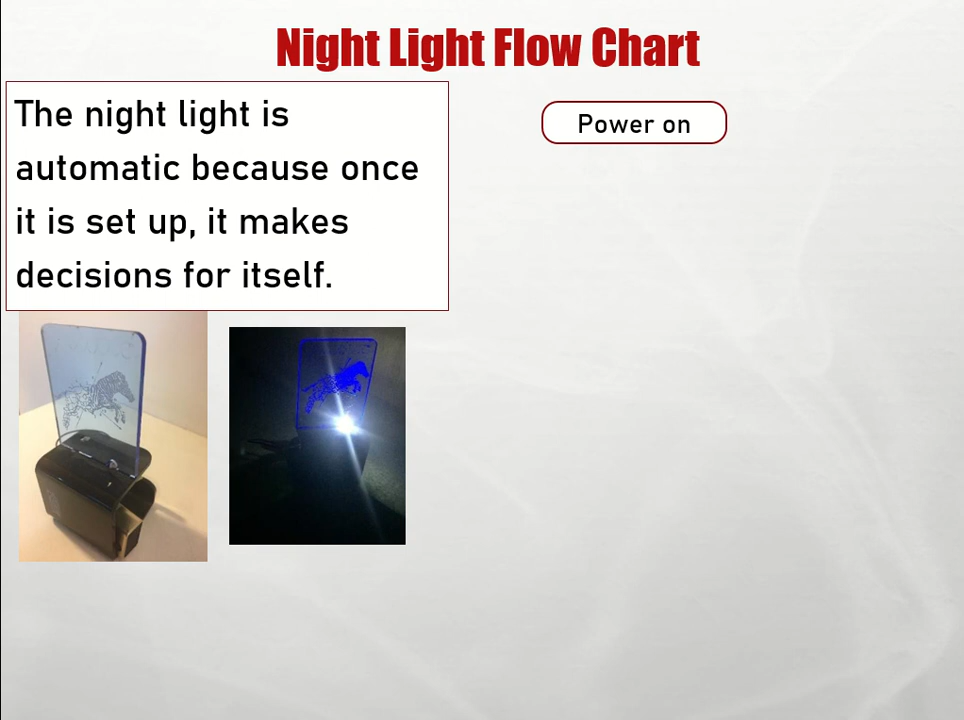 Night Light Flow Chart
The night light is
automatic because once
it is set up, it makes
decisions for itself.
Power on